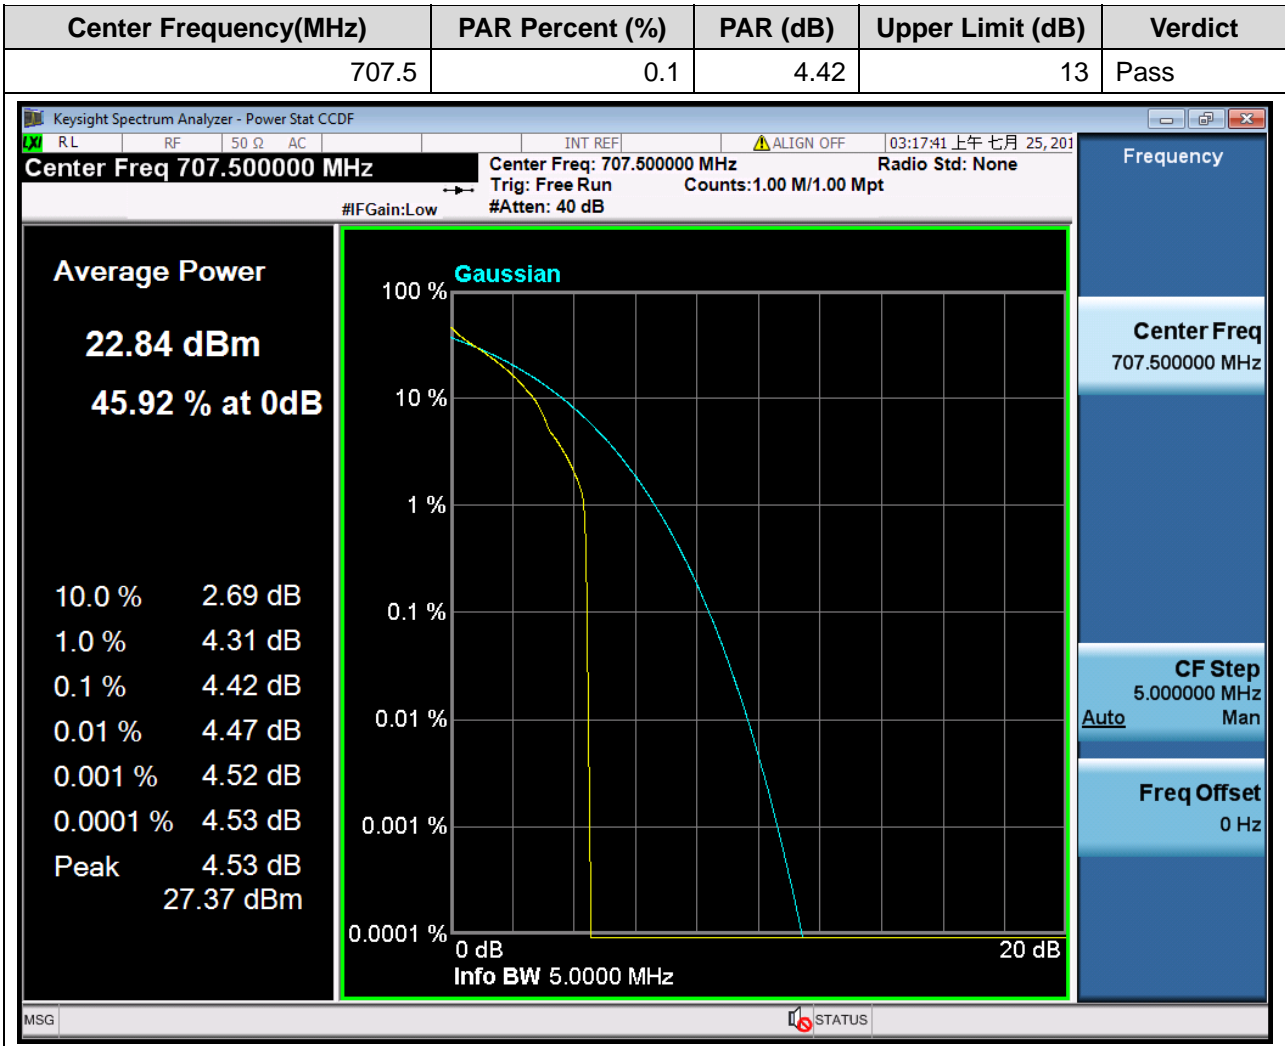 Center Frequency(MHz) PAR Percent (%) PAR (dB) Upper Limit (dB) Verdict
707.5 0.1 4.42 13 Pass
Keysight Spectrum Analyzer - Power Stat CCDF
LXI RL RF 50 Ω AC INT REF ALIGN OFF 03:17:41 上午 七月 25, 201
Center Freq 707.500000 MHz
Center Freq: 707.500000 MHz Radio Std: None
Trig: Free Run Counts:1.00 M/1.00 Mpt
#IFGain:Low #Atten: 40 dB
Frequency
Average Power
22.84 dBm
45.92 % at 0dB
10.0 % 2.69 dB
1.0 % 4.31 dB
0.1 % 4.42 dB
0.01 % 4.47 dB
0.001 % 4.52 dB
0.0001 % 4.53 dB
Peak 4.53 dB
27.37 dBm
Gaussian
100 %
10 %
1 %
0.1 %
0.01 %
0.001 %
0.0001 %
0 dB 20 dB
Info BW 5.0000 MHz
Center Freq
707.500000 MHz
CF Step
5.000000 MHz
Auto Man
Freq Offset
0 Hz
MSG STATUS